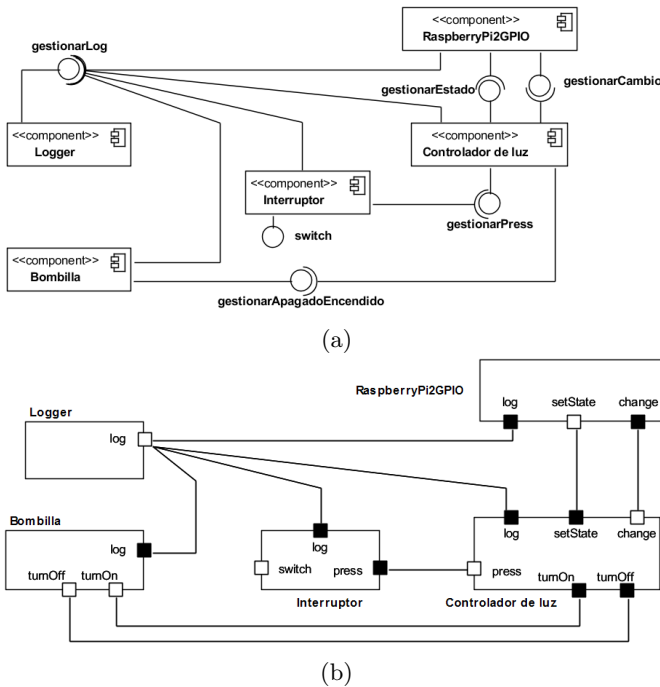 <<component>>
RaspberryPi2GPIO
gestionarLog
gestionarEstado
gestionarCambio
<<component>>
Logger
<<component>>
Controlador de luz
<<component>>
Interruptor
switch
gestionarPress
<<component>>
Bombilla
gestionarApagadoEncendido
(a)
RaspberryPi2GPIO
log
setState
change
Logger
log
Bombilla
log
turnOff
turnOn
log
switch
press
Interruptor
log
setState
change
press
turnOn
turnOff
Controlador de luz
(b)